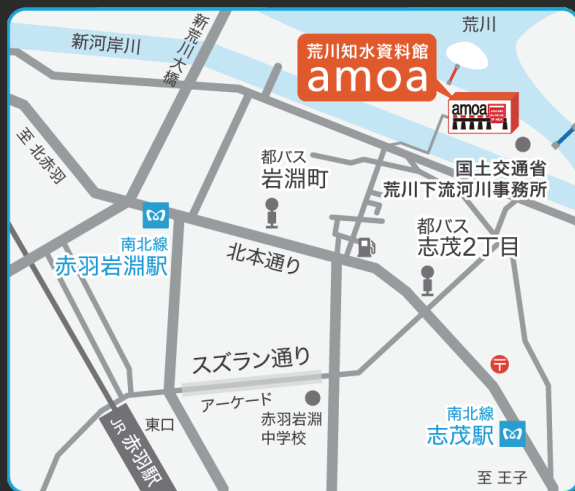 荒川
新河岸川
新荒川大橋
荒川知水資料館
amoa
amoa
至 北赤羽
都バス
岩淵町
国土交通省
荒川下流河川事務所
都バス
志茂2丁目
南北線
赤羽岩淵駅
北本通り
スズラン通り
アーケード
赤羽岩淵
中学校
東口
JR 赤羽駅
〒
南北線
志茂駅
至 王子